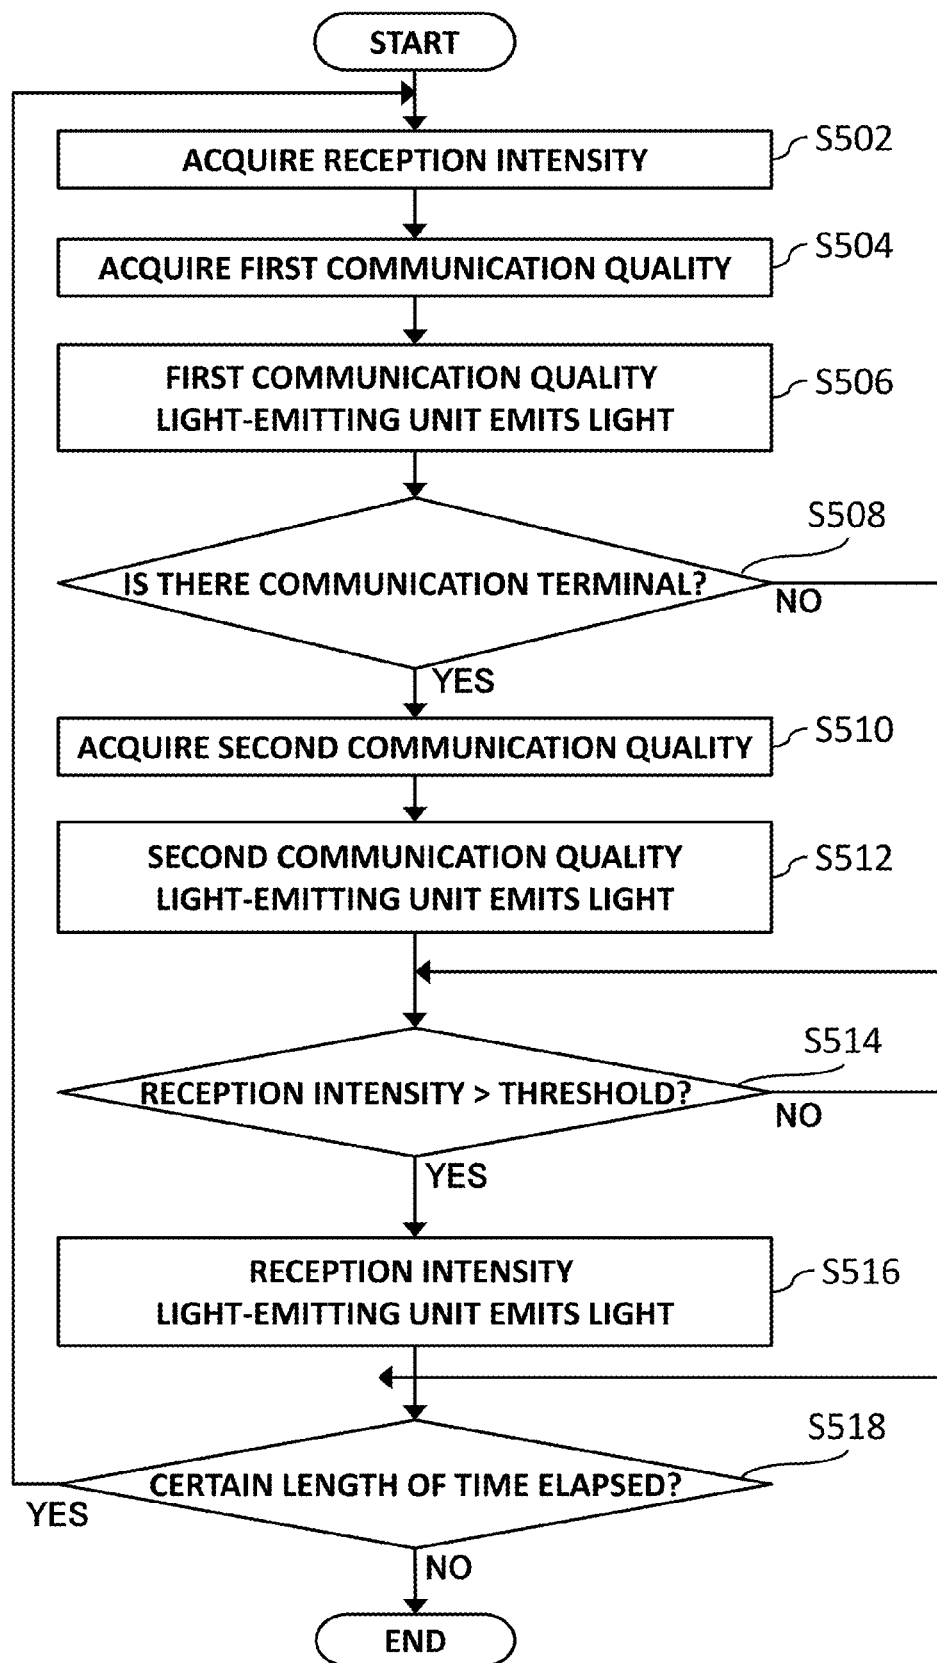 START
ACQUIRE RECEPTION INTENSITY
S502
ACQUIRE FIRST COMMUNICATION QUALITY
S504
FIRST COMMUNICATION QUALITY
LIGHT-EMITTING UNIT EMITS LIGHT
S506
IS THERE COMMUNICATION TERMINAL?
S508
NO
YES
ACQUIRE SECOND COMMUNICATION QUALITY
S510
SECOND COMMUNICATION QUALITY
LIGHT-EMITTING UNIT EMITS LIGHT
S512
RECEPTION INTENSITY > THRESHOLD?
S514
NO
YES
RECEPTION INTENSITY
LIGHT-EMITTING UNIT EMITS LIGHT
S516
CERTAIN LENGTH OF TIME ELAPSED?
S518
YES
NO
END